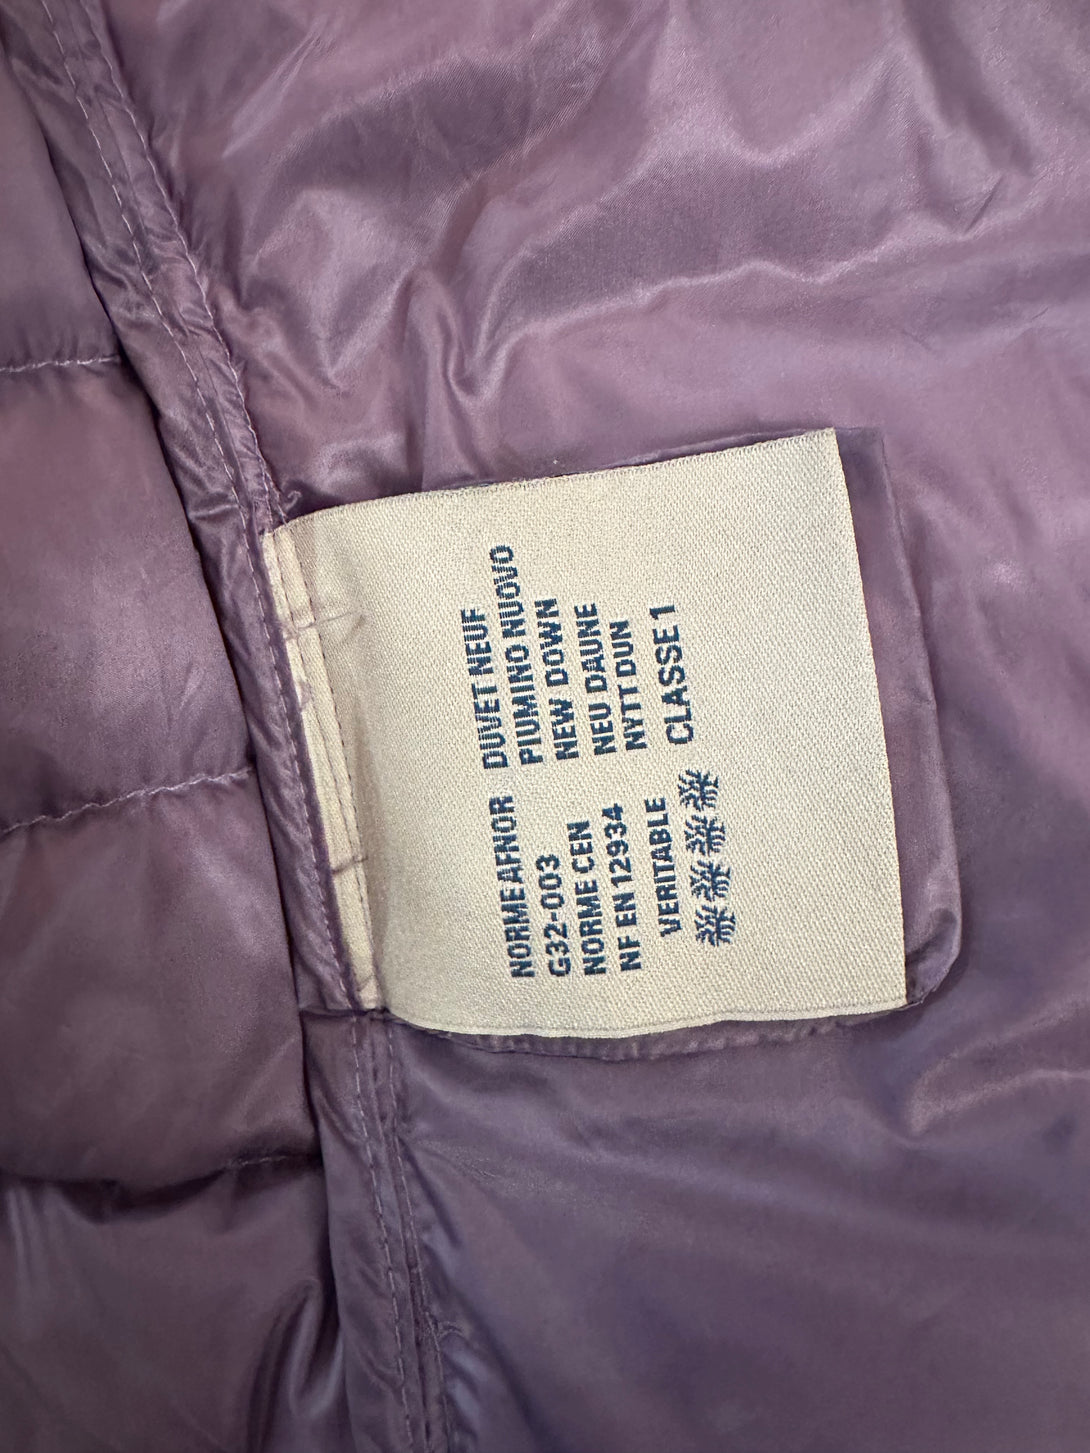 NORME AFNOR DUVET NEUF
G32-003 PIUMINO NUOVO
NORME CEN NEW DOWN
NF EN 12934 NEU DAUNE
NYTT DUN
VERITABLE CLASSE 1